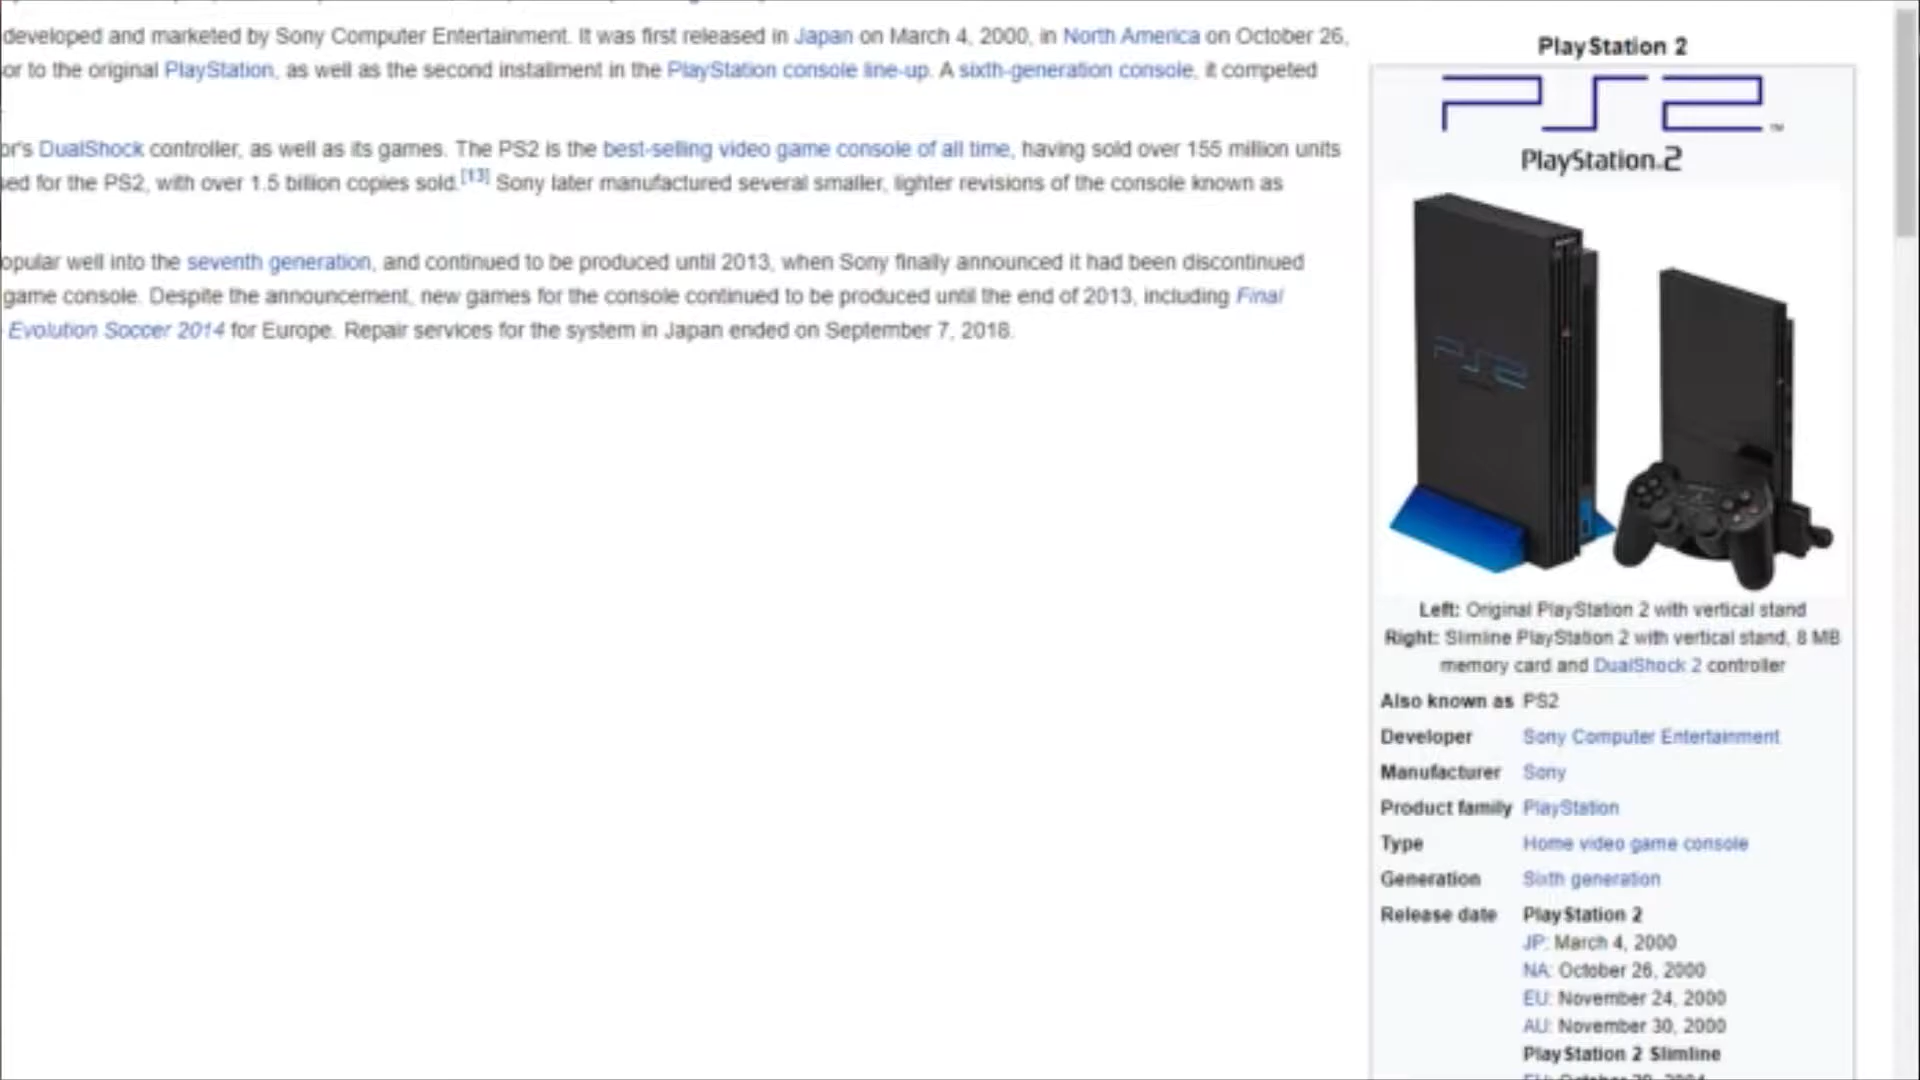 developed and marketed by Sony Computer Entertainment. It was first released in Japan on March 4, 2000, in North America on October 26,
or to the original PlayStation, as well as the second installment in the PlayStation console line-up. A sixth-generation console, it competed
or's DualShock controller, as well as its games. The PS2 is the best-selling video game console of all time, having sold over 155 million units
sed for the PS2, with over 1.5 billion copies sold.[13] Sony later manufactured several smaller, lighter revisions of the console known as
opular well into the seventh generation, and continued to be produced until 2013, when Sony finally announced it had been discontinued
game console. Despite the announcement, new games for the console continued to be produced until the end of 2013, including Final
Evolution Soccer 2014 for Europe. Repair services for the system in Japan ended on September 7, 2018.
PlayStation 2
PS2 ™
PlayStation.2
PS2
Left: Original PlayStation 2 with vertical stand
Right: Slimline PlayStation 2 with vertical stand, 8 MB
memory card and DualShock 2 controller
Also known as PS2
Developer Sony Computer Entertainment
Manufacturer Sony
Product family PlayStation
Type Home video game console
Generation Sixth generation
Release date PlayStation 2
JP: March 4, 2000
NA: October 26, 2000
EU: November 24, 2000
AU: November 30, 2000
PlayStation 2 Slimline